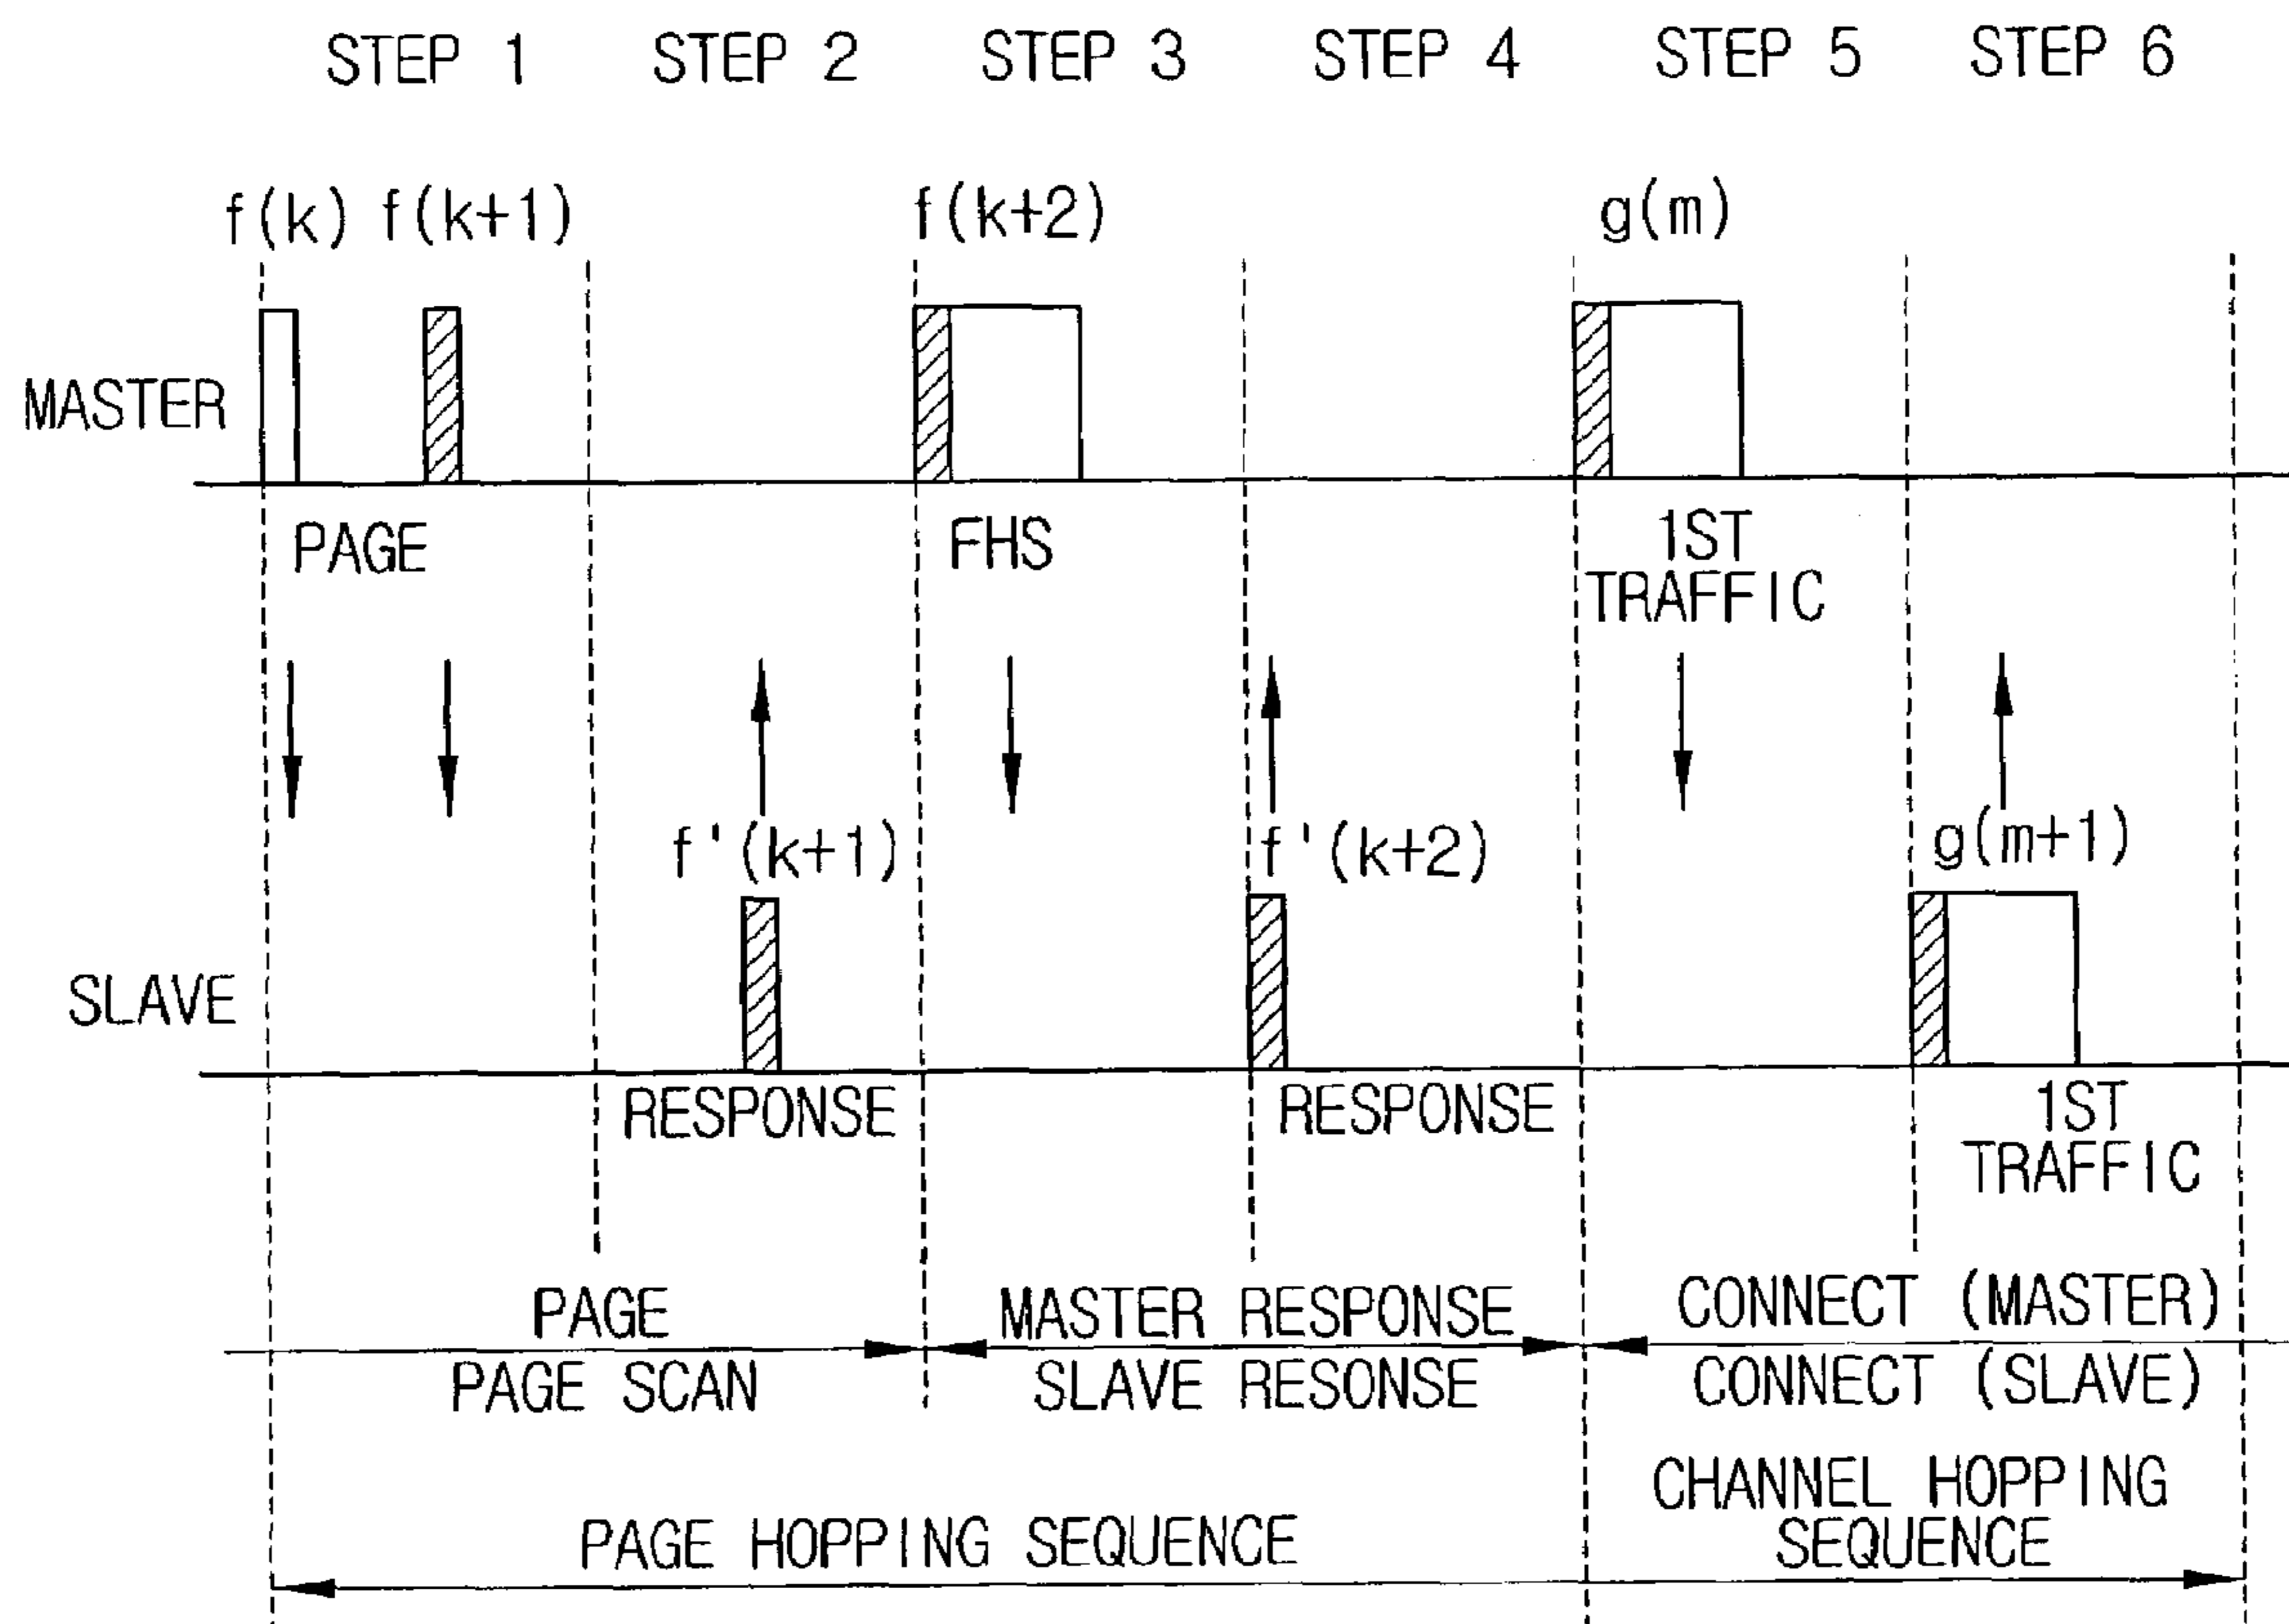 STEP 1 STEP 2 STEP 3 STEP 4 STEP 5 STEP 6
f(k) f(k+1) f(k+2) g(m)
MASTER
PAGE FHS 1ST
TRAFFIC
f'(k+1) f'(k+2) g(m+1)
SLAVE
RESPONSE RESPONSE 1ST
TRAFFIC
PAGE MASTER RESPONSE CONNECT (MASTER)
PAGE SCAN SLAVE RESONSE CONNECT (SLAVE)
CHANNEL HOPPING
PAGE HOPPING SEQUENCE SEQUENCE